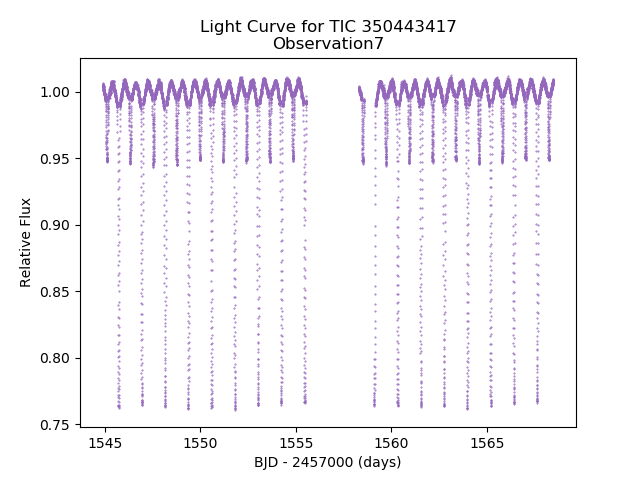 Light Curve for TIC 350443417
Observation7
1.00
0.95
0.90
0.85
0.80
0.75
Relative Flux
1545
1550
1555
1560
1565
BJD - 2457000 (days)